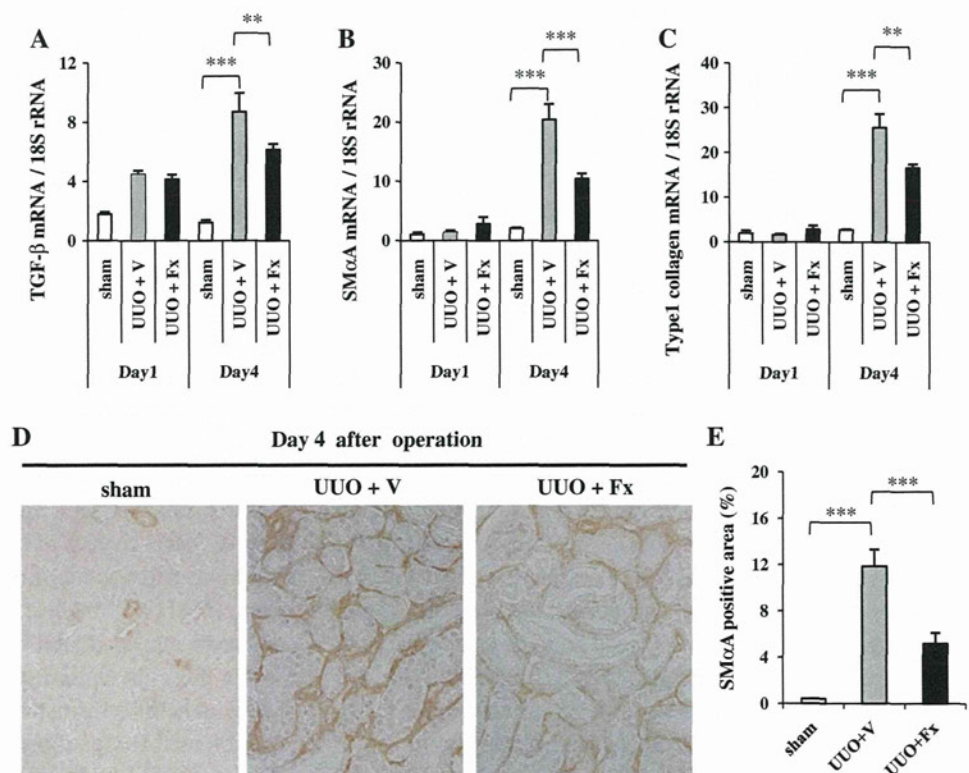 A
TGF-β mRNA / 18S rRNA
12
8
4
0
***
**
sham
UUO + V
UUO + Fx
sham
UUO + V
UUO + Fx
Day1
Day4
B
SMαA mRNA / 18S rRNA
30
20
10
0
***
***
sham
UUO + V
UUO + Fx
sham
UUO + V
UUO + Fx
Day1
Day4
C
Type1 collagen mRNA / 18S rRNA
40
30
20
10
0
***
**
sham
UUO + V
UUO + Fx
sham
UUO + V
UUO + Fx
Day1
Day4
D
Day 4 after operation
sham
UUO + V
UUO + Fx
E
SMαA positive area (%)
20
16
12
8
4
0
***
***
sham
UUO+V
UUO+Fx